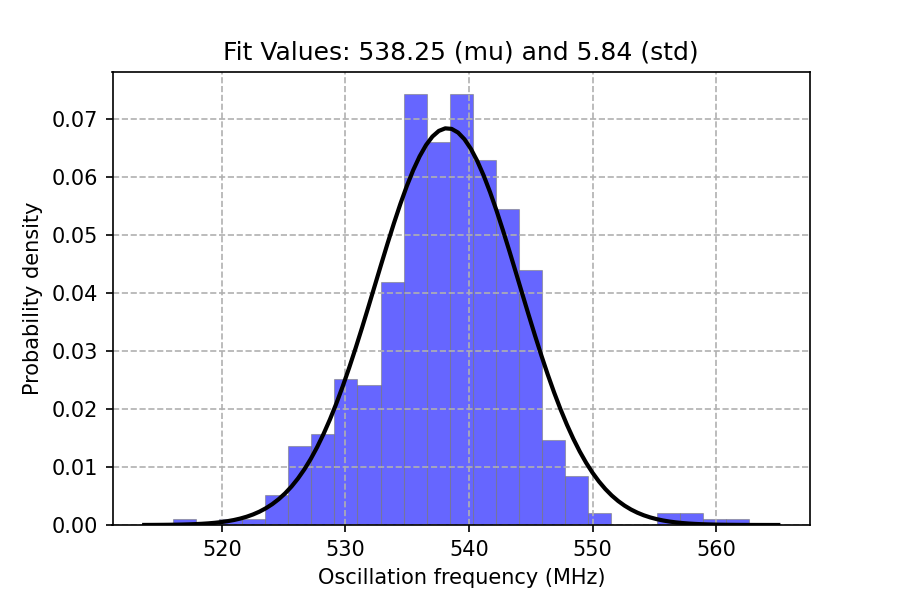 Fit Values: 538.25 (mu) and 5.84 (std)
Probability density
0.07
0.06
0.05
0.04
0.03
0.02
0.01
0.00
520 530 540 550 560
Oscillation frequency (MHz)